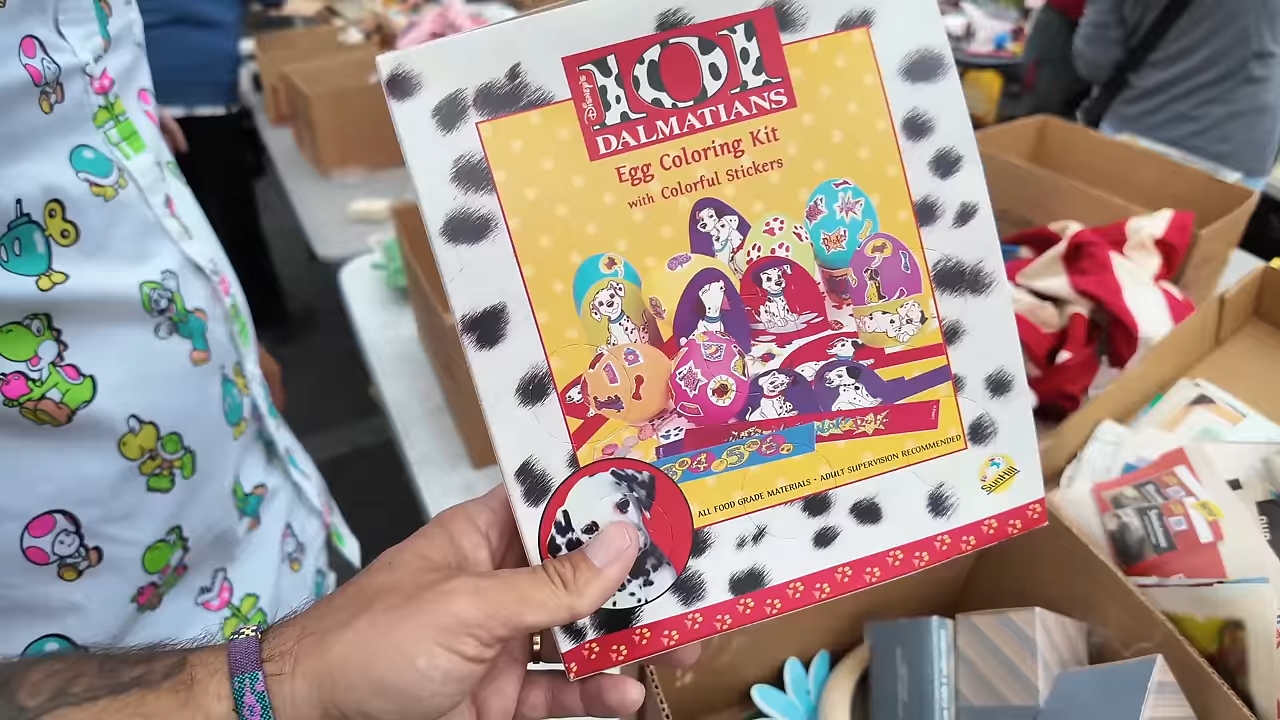 Disney's
101
DALMATIANS
Egg Coloring Kit
with Colorful Stickers
ALL FOOD GRADE MATERIALS • ADULT SUPERVISION RECOMMENDED
SunHill